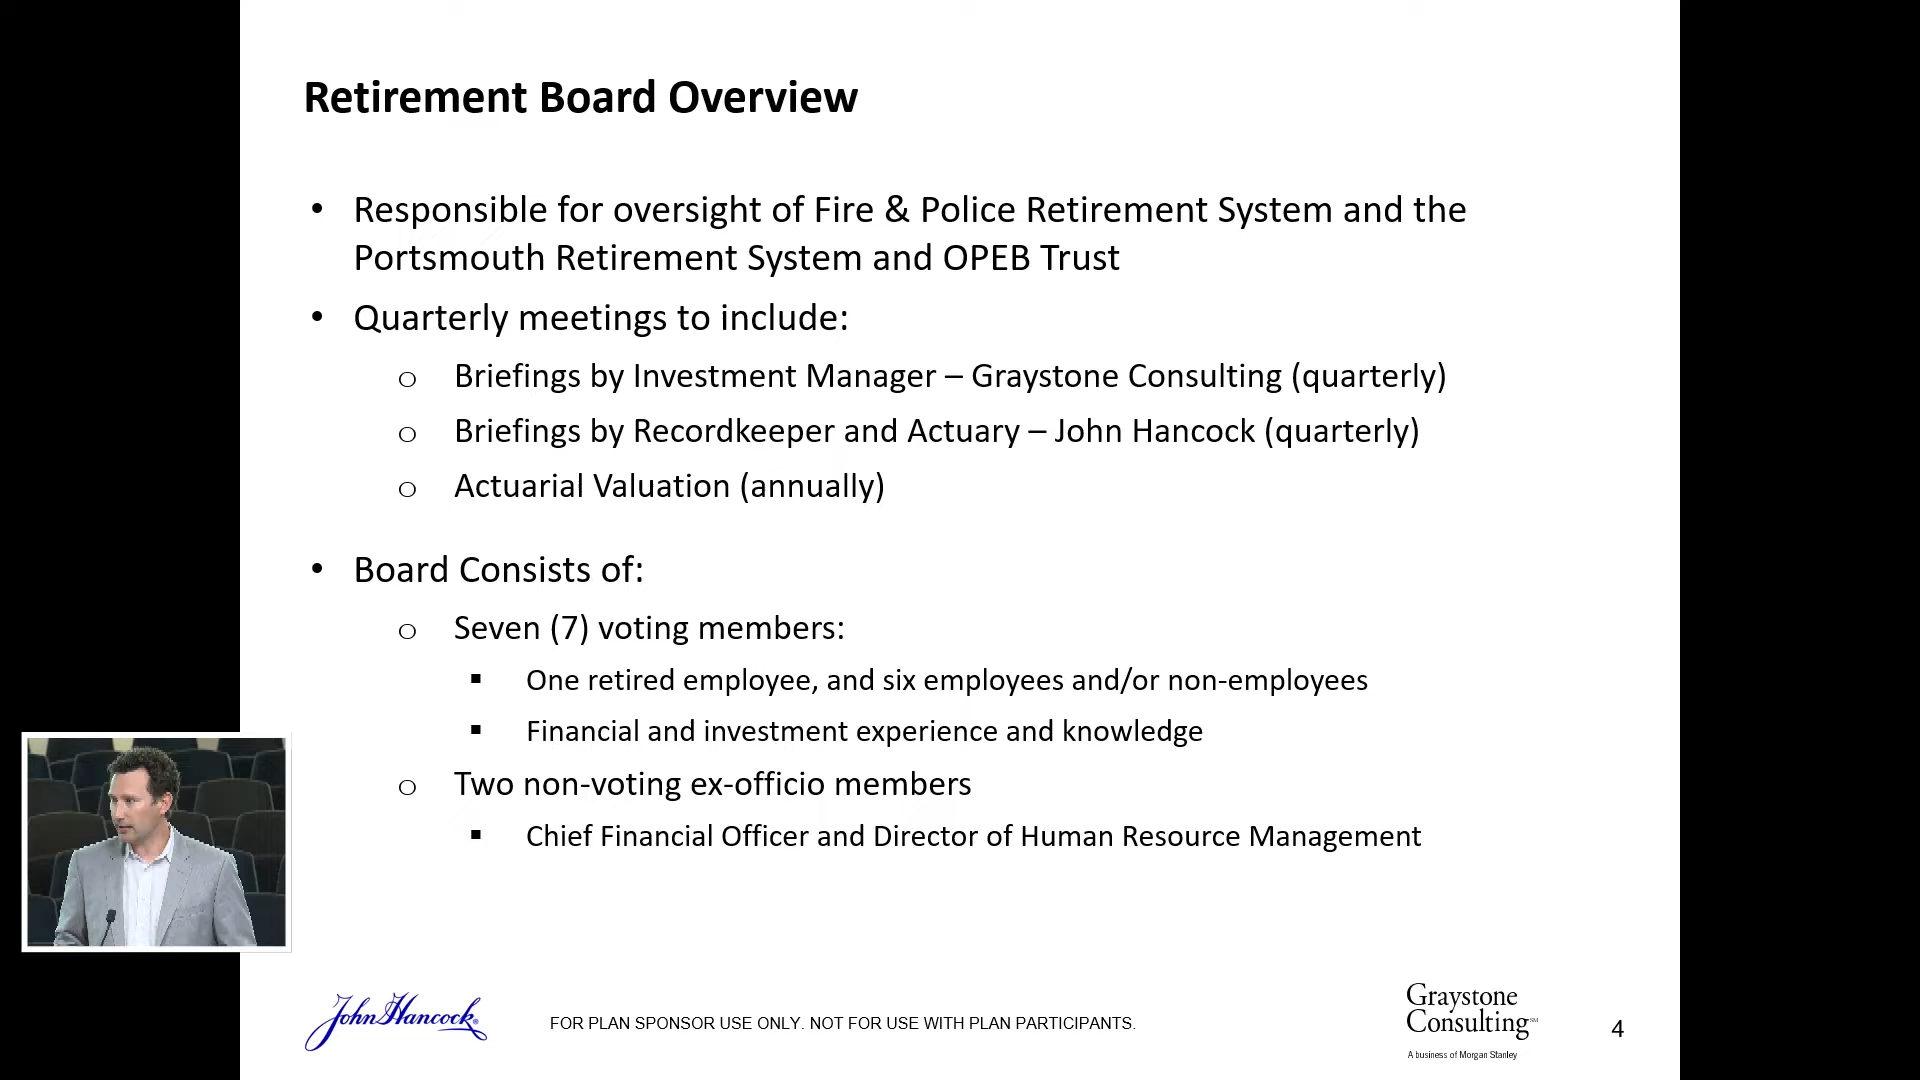 Retirement Board Overview
• Responsible for oversight of Fire & Police Retirement System and the
Portsmouth Retirement System and OPEB Trust
• Quarterly meetings to include:
o Briefings by Investment Manager – Graystone Consulting (quarterly)
o Briefings by Recordkeeper and Actuary – John Hancock (quarterly)
o Actuarial Valuation (annually)
• Board Consists of:
o Seven (7) voting members:
▪ One retired employee, and six employees and/or non-employees
▪ Financial and investment experience and knowledge
o Two non-voting ex-officio members
▪ Chief Financial Officer and Director of Human Resource Management
John Hancock®
FOR PLAN SPONSOR USE ONLY. NOT FOR USE WITH PLAN PARTICIPANTS.
Graystone
Consulting℠
A business of Morgan Stanley
4